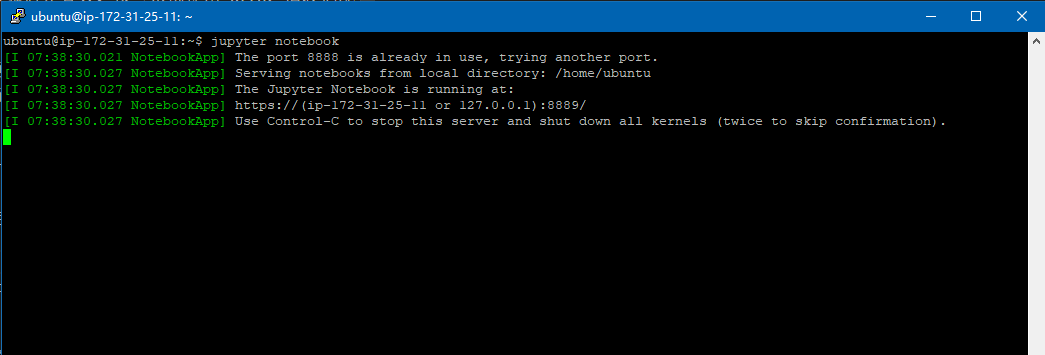 ubuntu@ip-172-31-25-11: ~
ubuntu@ip-172-31-25-11:~$ jupyter notebook
[I 07:38:30.021 NotebookApp] The port 8888 is already in use, trying another port.
[I 07:38:30.027 NotebookApp] Serving notebooks from local directory: /home/ubuntu
[I 07:38:30.027 NotebookApp] The Jupyter Notebook is running at:
[I 07:38:30.027 NotebookApp] https://(ip-172-31-25-11 or 127.0.0.1):8889/
[I 07:38:30.027 NotebookApp] Use Control-C to stop this server and shut down all kernels (twice to skip confirmation).